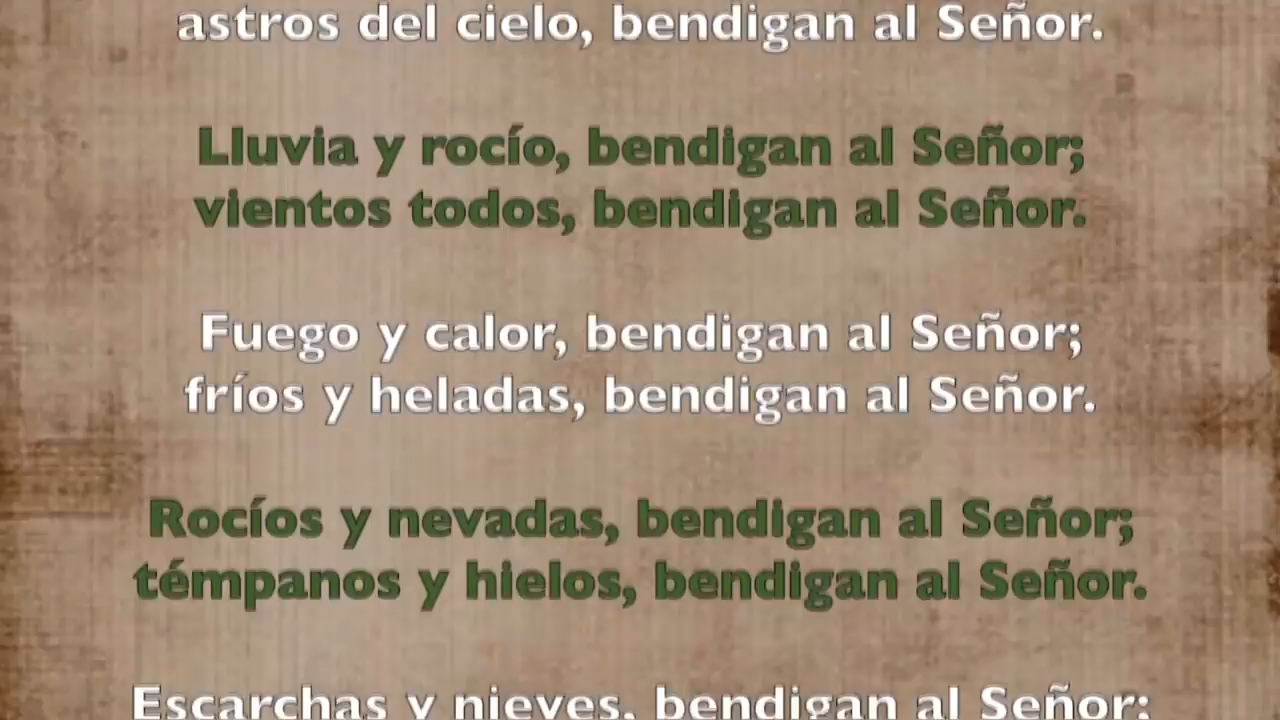 astros del cielo, bendigan al Señor.
Lluvia y rocío, bendigan al Señor;
vientos todos, bendigan al Señor.
Fuego y calor, bendigan al Señor;
fríos y heladas, bendigan al Señor.
Rocíos y nevadas, bendigan al Señor;
témpanos y hielos, bendigan al Señor.
Escarchas y nieves, bendigan al Señor;